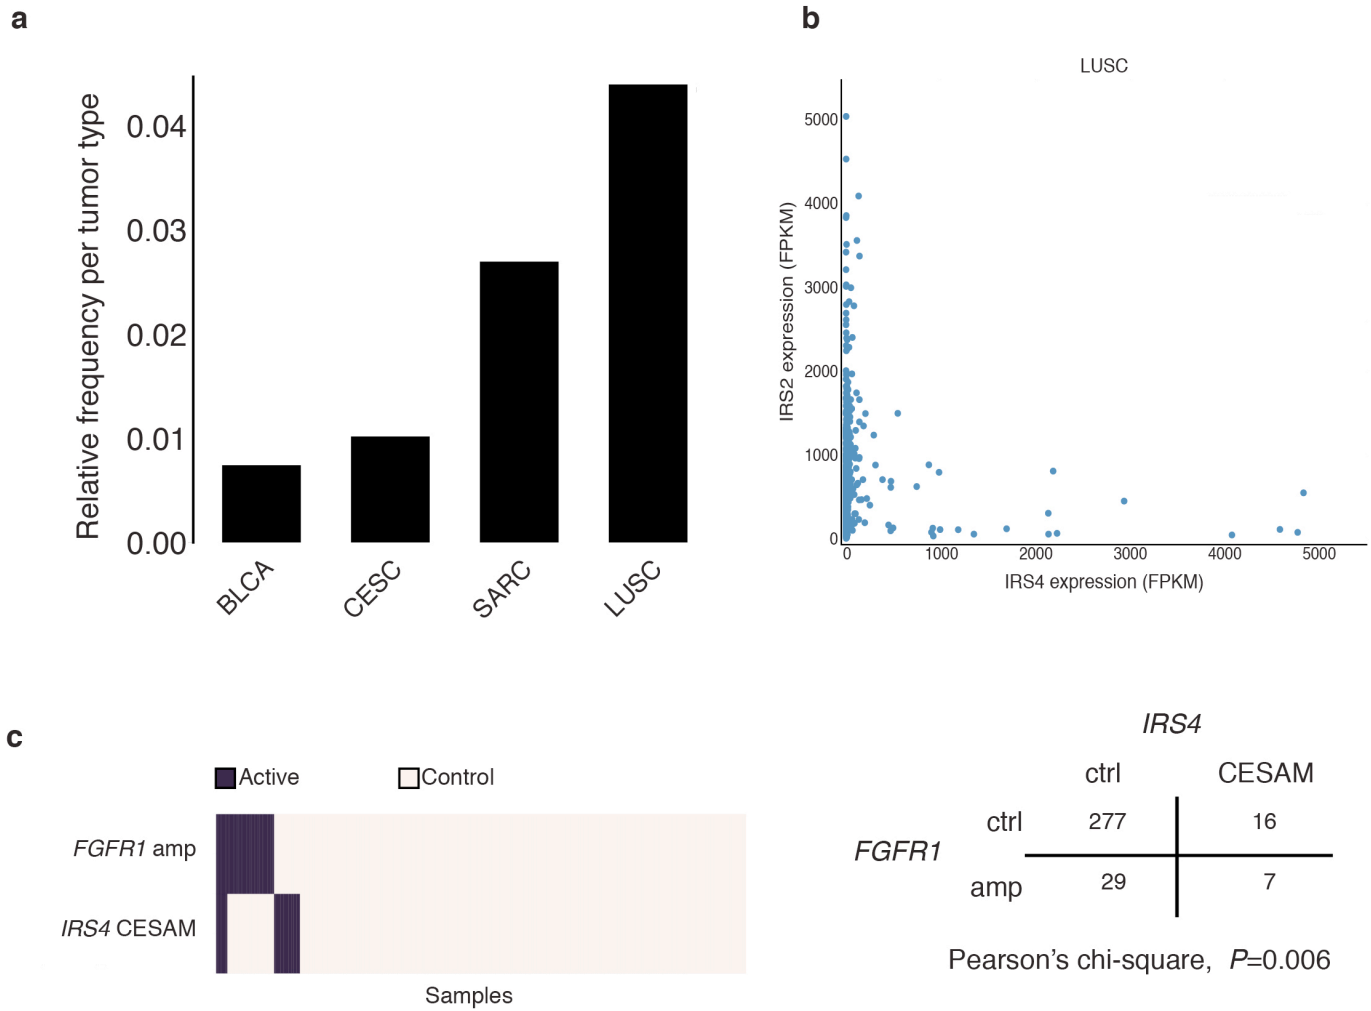 a
Relative frequency per tumor type
0.04
0.03
0.02
0.01
0.00
BLCA
CESC
SARC
LUSC
b
LUSC
IRS2 expression (FPKM)
5000
4000
3000
2000
1000
0
0 1000 2000 3000 4000 5000
IRS4 expression (FPKM)
c
Active Control
FGFR1 amp
IRS4 CESAM
Samples
IRS4
ctrl CESAM
FGFR1
ctrl 277 16
amp 29 7
Pearson's chi-square, P=0.006